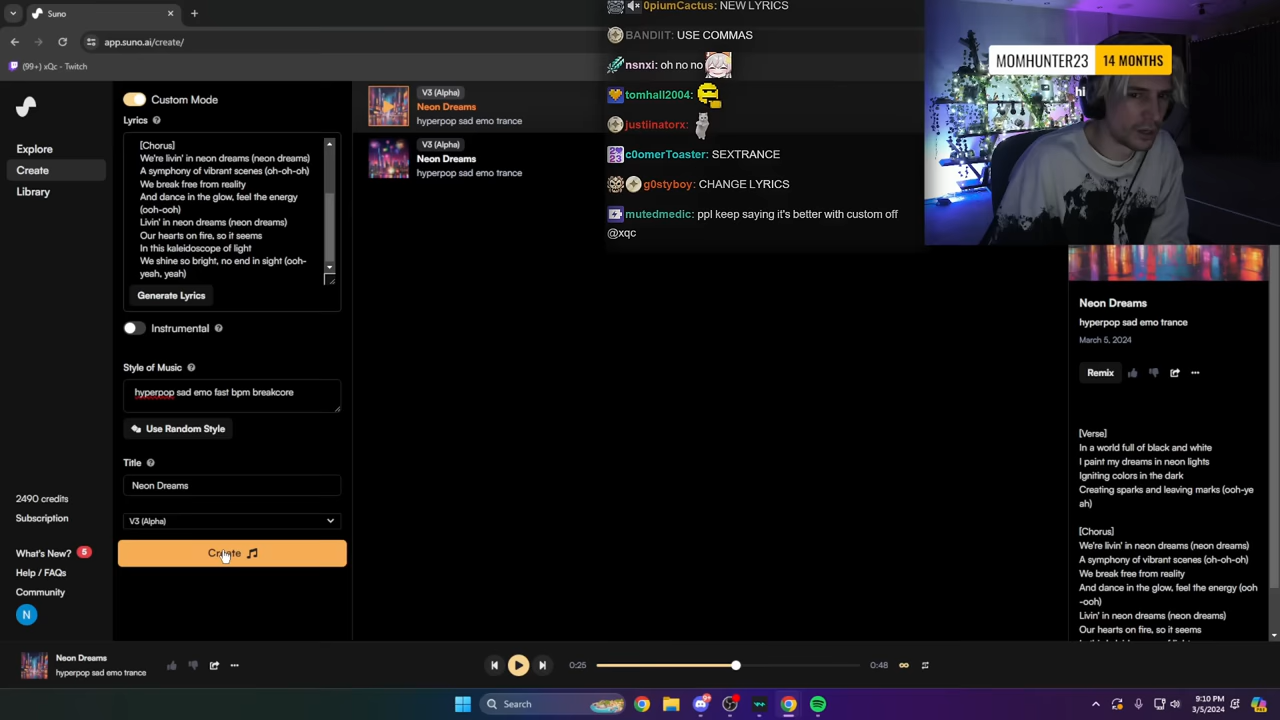 Suno
app.suno.ai/create/
(99+) xQc - Twitch
Explore
Create
Library
2490 credits
Subscription
What's New? 5
Help / FAQs
Community
N
Custom Mode
Lyrics
[Chorus]
We're livin' in neon dreams (neon dreams)
A symphony of vibrant scenes (oh-oh-oh)
We break free from reality
And dance in the glow, feel the energy
(ooh-ooh)
Livin' in neon dreams (neon dreams)
Our hearts on fire, so it seems
In this kaleidoscope of light
We shine so bright, no end in sight (ooh-
yeah, yeah)
Generate Lyrics
Instrumental
Style of Music
hyperpop sad emo fast bpm breakcore
Use Random Style
Title
Neon Dreams
V3 (Alpha)
Create
V3 (Alpha)
Neon Dreams
hyperpop sad emo trance
V3 (Alpha)
Neon Dreams
hyperpop sad emo trance
0piumCactus: NEW LYRICS
BANDIIT: USE COMMAS
nsnxi: oh no no
tomhall2004:
justiinatorx:
c0omerToaster: SEXTRANCE
g0styboy: CHANGE LYRICS
mutedmedic: ppl keep saying it's better with custom off
@xqc
MOMHUNTER23 14 MONTHS
hi
Neon Dreams
hyperpop sad emo trance
March 5, 2024
Remix
[Verse]
In a world full of black and white
I paint my dreams in neon lights
Igniting colors in the dark
Creating sparks and leaving marks (ooh-ye
ah)
[Chorus]
We're livin' in neon dreams (neon dreams)
A symphony of vibrant scenes (oh-oh-oh)
We break free from reality
And dance in the glow, feel the energy (ooh
-ooh)
Livin' in neon dreams (neon dreams)
Our hearts on fire, so it seems
Neon Dreams
hyperpop sad emo trance
0:25
0:48
Search
9:10 PM
3/5/2024